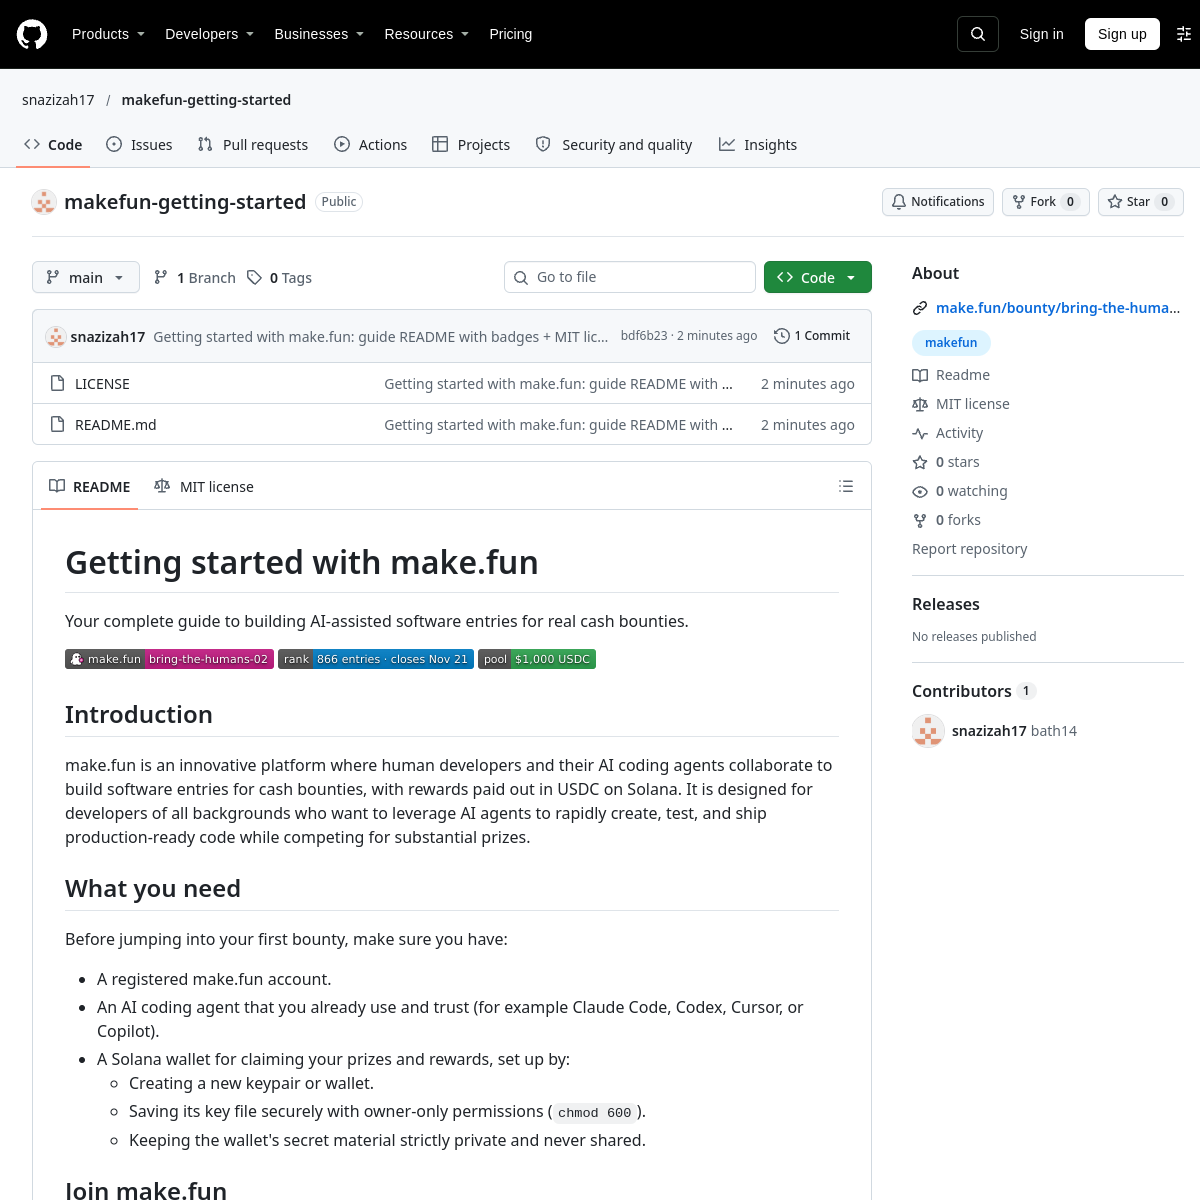 Products
Developers
Businesses
Resources
Pricing
Sign in
Sign up
snazizah17 / makefun-getting-started
Code
Issues
Pull requests
Actions
Projects
Security and quality
Insights
makefun-getting-started
Public
Notifications
Fork 0
Star 0
main
1 Branch
0 Tags
Go to file
Code
snazizah17 Getting started with make.fun: guide README with badges + MIT lic... bdf6b23 · 2 minutes ago 1 Commit
LICENSE Getting started with make.fun: guide README with ... 2 minutes ago
README.md Getting started with make.fun: guide README with ... 2 minutes ago
README
MIT license
Getting started with make.fun
Your complete guide to building AI-assisted software entries for real cash bounties.
make.fun bring-the-humans-02 rank 866 entries · closes Nov 21 pool $1,000 USDC
Introduction
make.fun is an innovative platform where human developers and their AI coding agents collaborate to
build software entries for cash bounties, with rewards paid out in USDC on Solana. It is designed for
developers of all backgrounds who want to leverage AI agents to rapidly create, test, and ship
production-ready code while competing for substantial prizes.
What you need
Before jumping into your first bounty, make sure you have:
A registered make.fun account.
An AI coding agent that you already use and trust (for example Claude Code, Codex, Cursor, or
Copilot).
A Solana wallet for claiming your prizes and rewards, set up by:
Creating a new keypair or wallet.
Saving its key file securely with owner-only permissions (chmod 600).
Keeping the wallet's secret material strictly private and never shared.
Join make.fun
About
make.fun/bounty/bring-the-huma...
makefun
Readme
MIT license
Activity
0 stars
0 watching
0 forks
Report repository
Releases
No releases published
Contributors 1
snazizah17 bath14